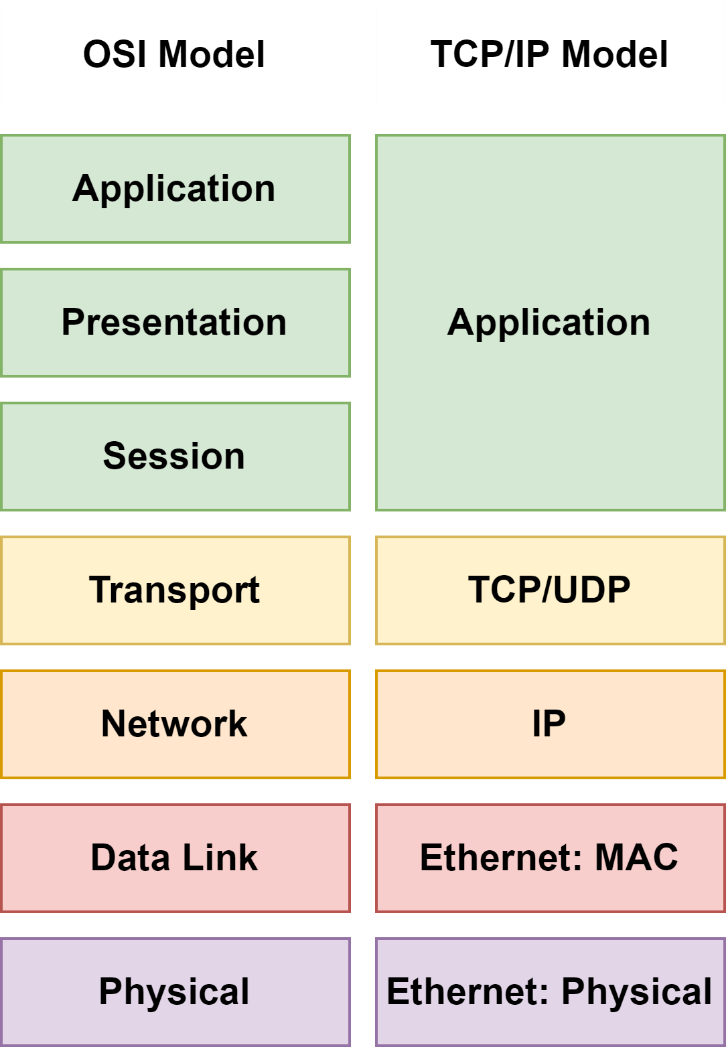 OSI Model
TCP/IP Model
Application
Presentation
Session
Application
Transport
TCP/UDP
Network
IP
Data Link
Ethernet: MAC
Physical
Ethernet: Physical